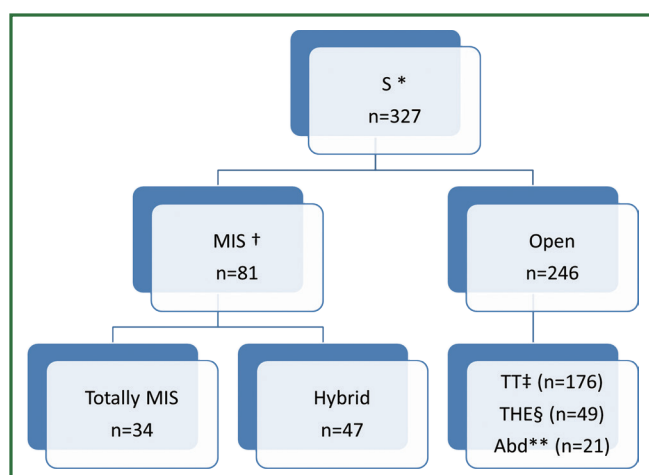 S *
n=327
MIS †
n=81
Open
n=246
Totally MIS
n=34
Hybrid
n=47
TT‡ (n=176)
THE§ (n=49)
Abd** (n=21)